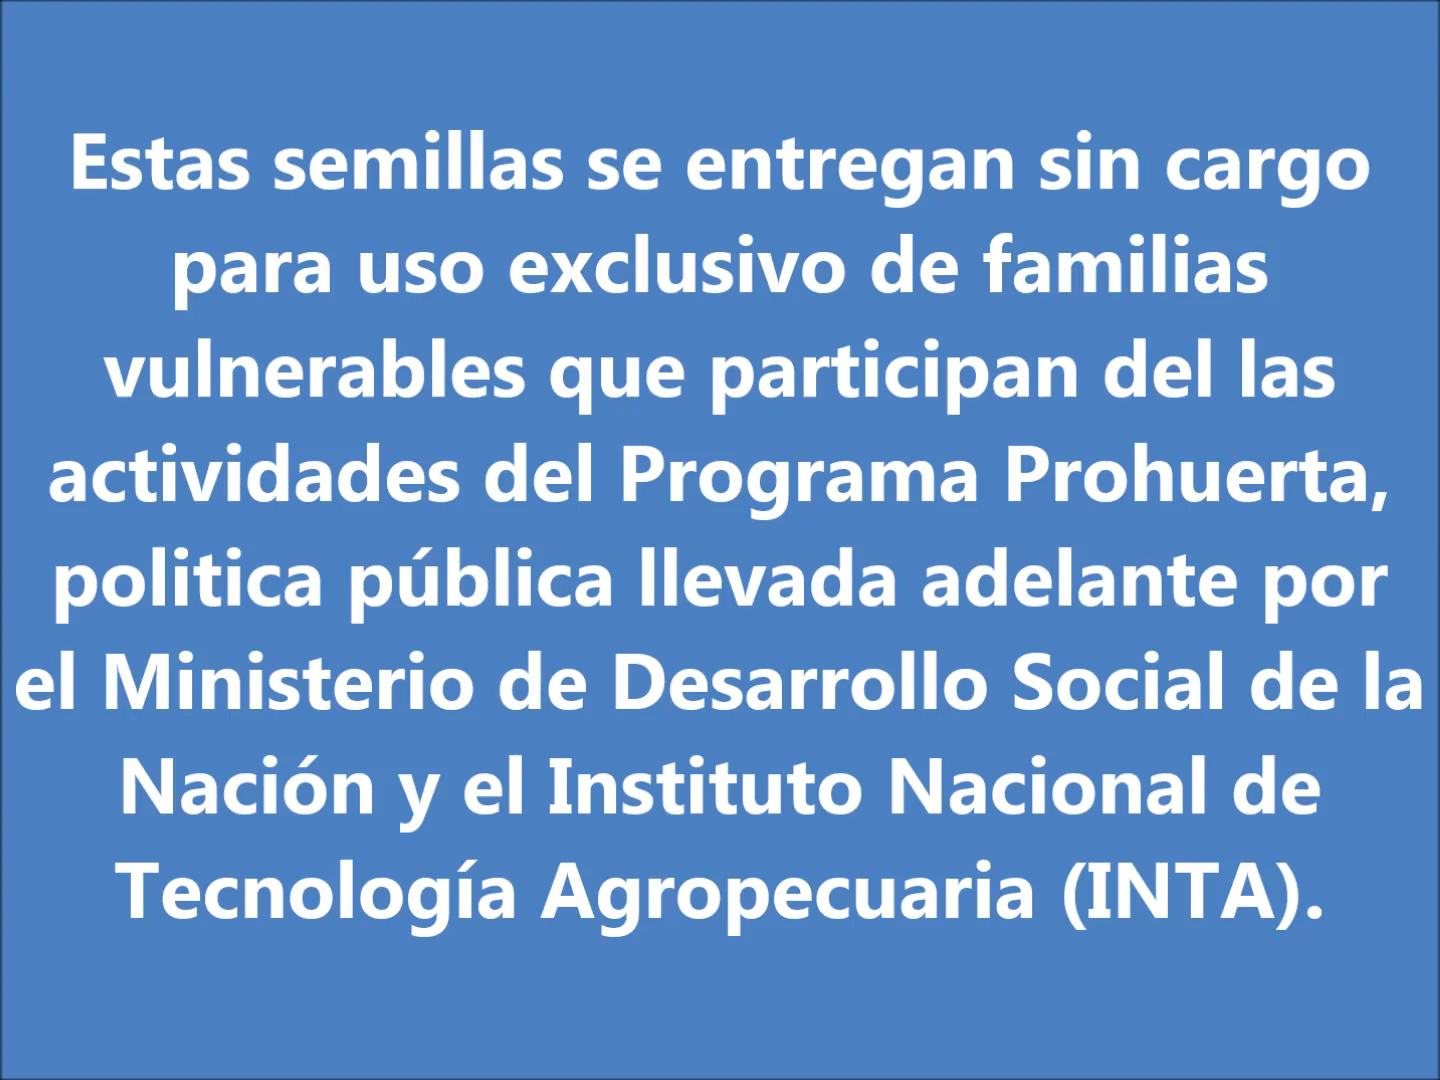 Estas semillas se entregan sin cargo
para uso exclusivo de familias
vulnerables que participan del las
actividades del Programa Prohuerta,
politica pública llevada adelante por
el Ministerio de Desarrollo Social de la
Nación y el Instituto Nacional de
Tecnología Agropecuaria (INTA).